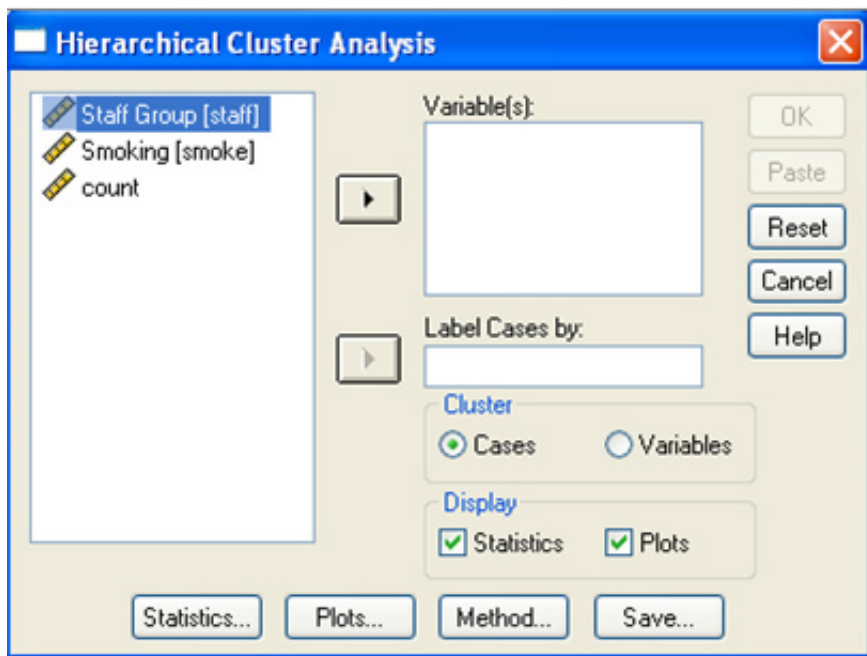 Hierarchical Cluster Analysis
Staff Group [staff]
Smoking [smoke]
count
Variable(s):
Label Cases by:
Cluster
Cases
Variables
Display
Statistics
Plots
OK
Paste
Reset
Cancel
Help
Statistics...
Plots...
Method...
Save...